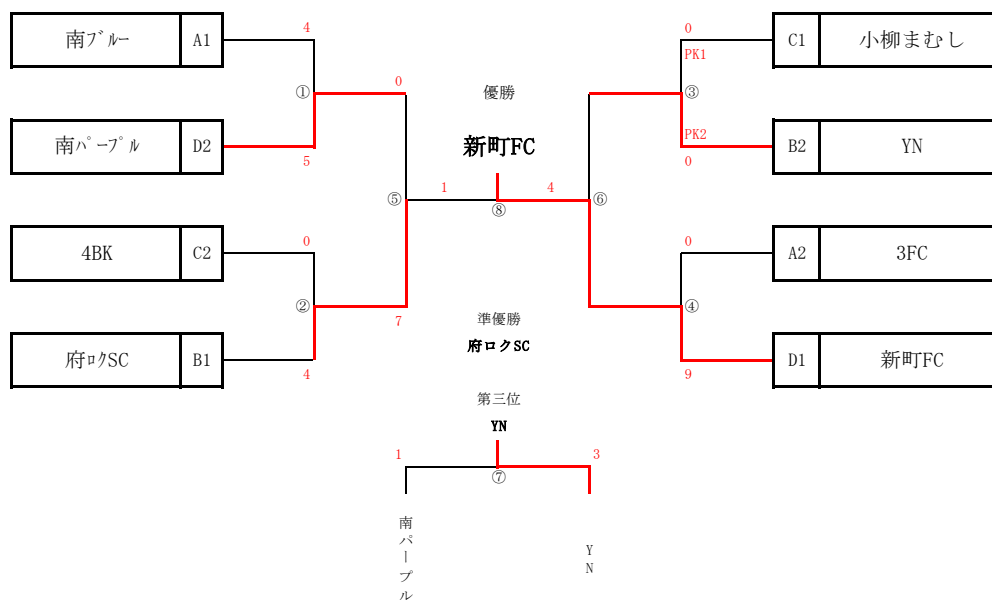 4
0
南ﾌﾞﾙｰ A1
C1 小柳まむし
PK1
①
0
優勝
③
南ﾊﾟｰﾌﾟﾙ D2
新町FC
PK2
B2 YN
5
0
⑤
1
4
⑥
⑧
0
0
4BK C2
A2 3FC
②
④
7
準優勝
府ロクSC
府ﾛｸSC B1
D1 新町FC
4
9
第三位
YN
1
3
⑦
南パープル
YN